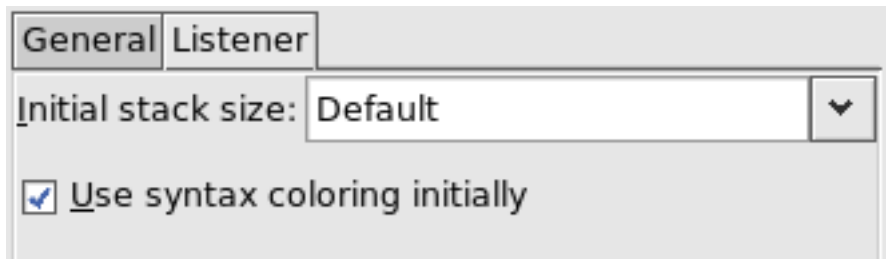 General Listener
Initial stack size: Default
Use syntax coloring initially